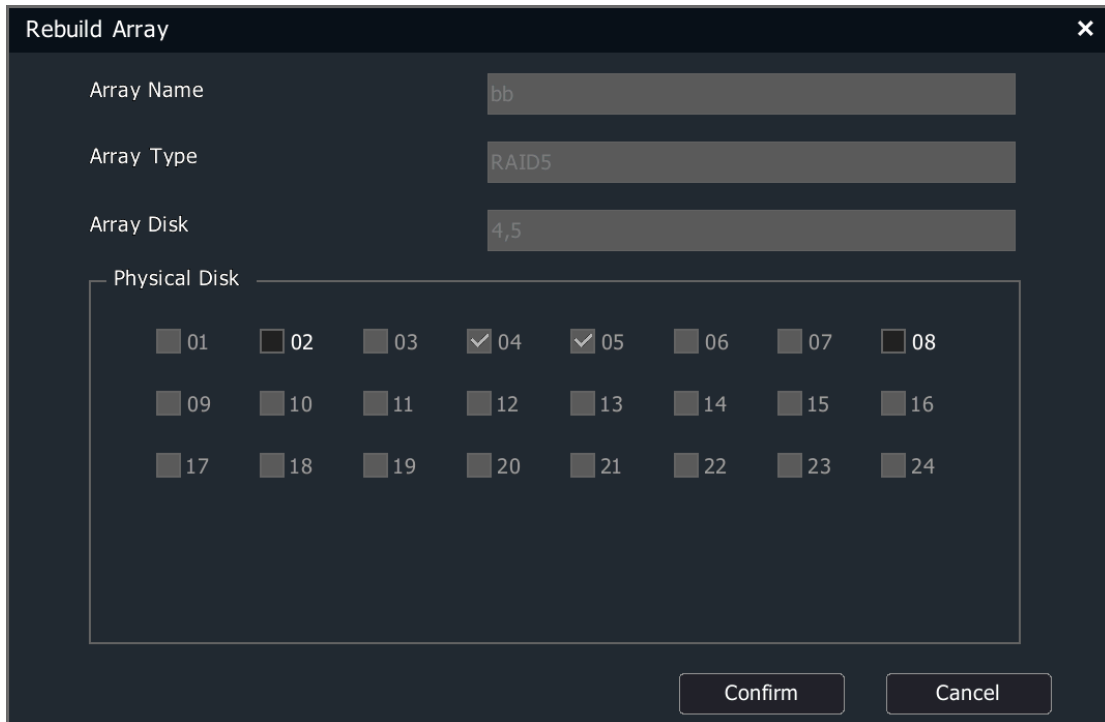 Rebuild Array
Array Name bb
Array Type RAID5
Array Disk 4,5
Physical Disk
01 02 03 04 05 06 07 08
09 10 11 12 13 14 15 16
17 18 19 20 21 22 23 24
Confirm Cancel